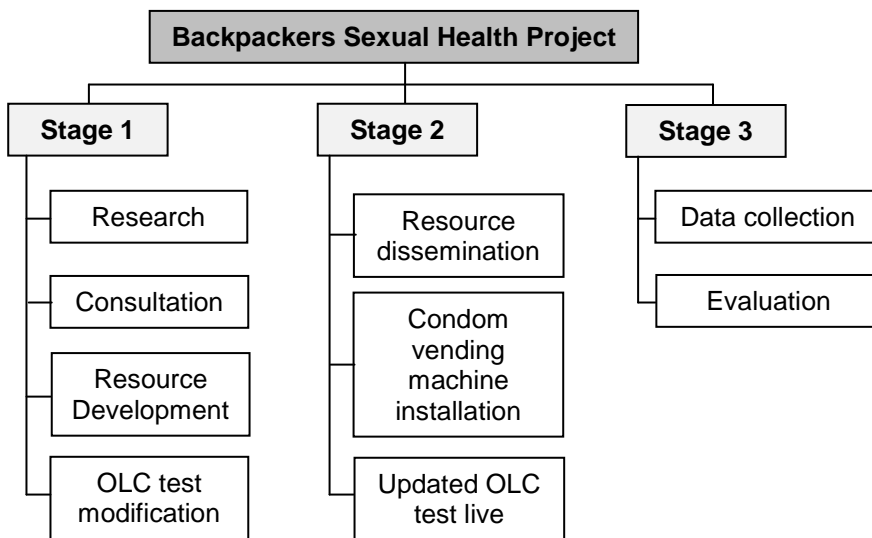 Backpackers Sexual Health Project
Stage 1
Research
Consultation
Resource
Development
OLC test
modification
Stage 2
Resource
dissemination
Condom
vending
machine
installation
Updated OLC
test live
Stage 3
Data collection
Evaluation